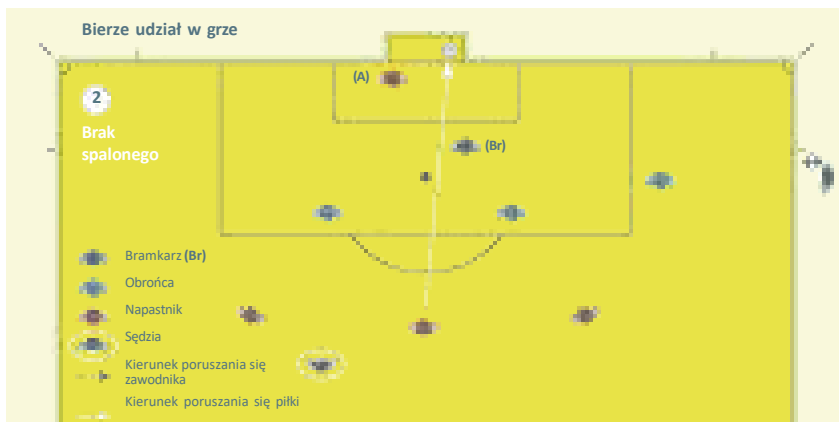 Bierze udział w grze
(A)
2
Brak
spalonego
(Br)
Bramkarz (Br)
Obrońca
Napastnik
Sędzia
Kierunek poruszania się
zawodnika
Kierunek poruszania się piłki